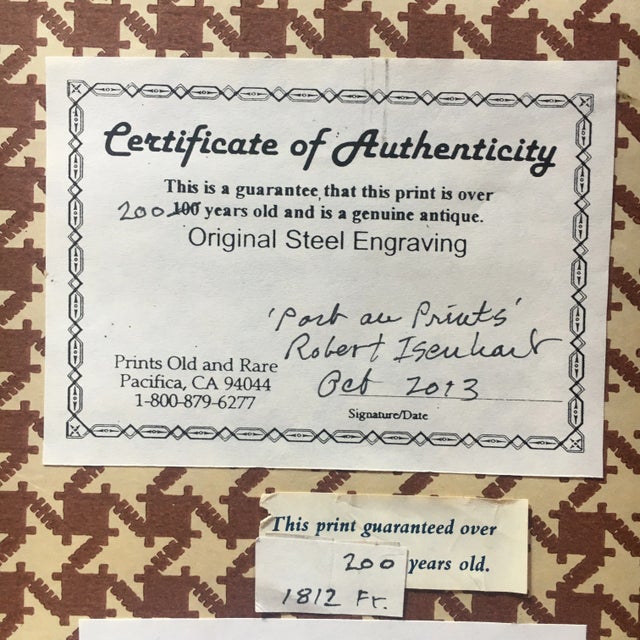 Certificate of Authenticity
This is a guarantee that this print is over
200 100 years old and is a genuine antique.
Original Steel Engraving
'Port au Prints'
Robert Isenhart
Oct 2013
Prints Old and Rare
Pacifica, CA 94044
1-800-879-6277
Signature/Date
This print guaranteed over
200 years old.
1812 Fr.